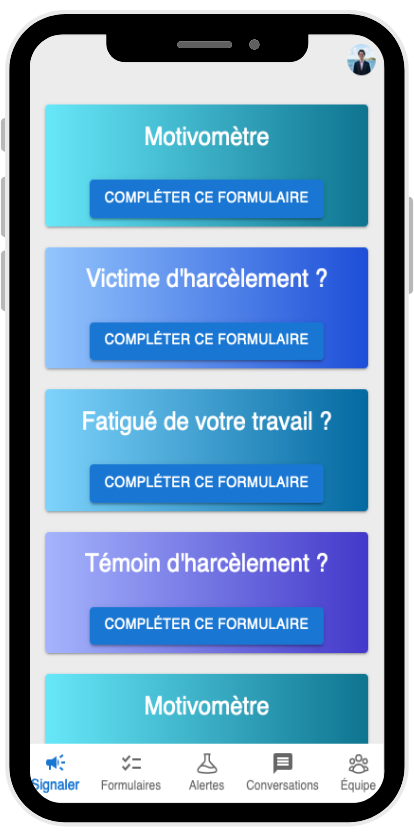 Motivomètre
COMPLÉTER CE FORMULAIRE
Victime d'harcèlement ?
COMPLÉTER CE FORMULAIRE
Fatigué de votre travail ?
COMPLÉTER CE FORMULAIRE
Témoin d'harcèlement ?
COMPLÉTER CE FORMULAIRE
Motivomètre
Signaler Formulaires Alertes Conversations Équipe